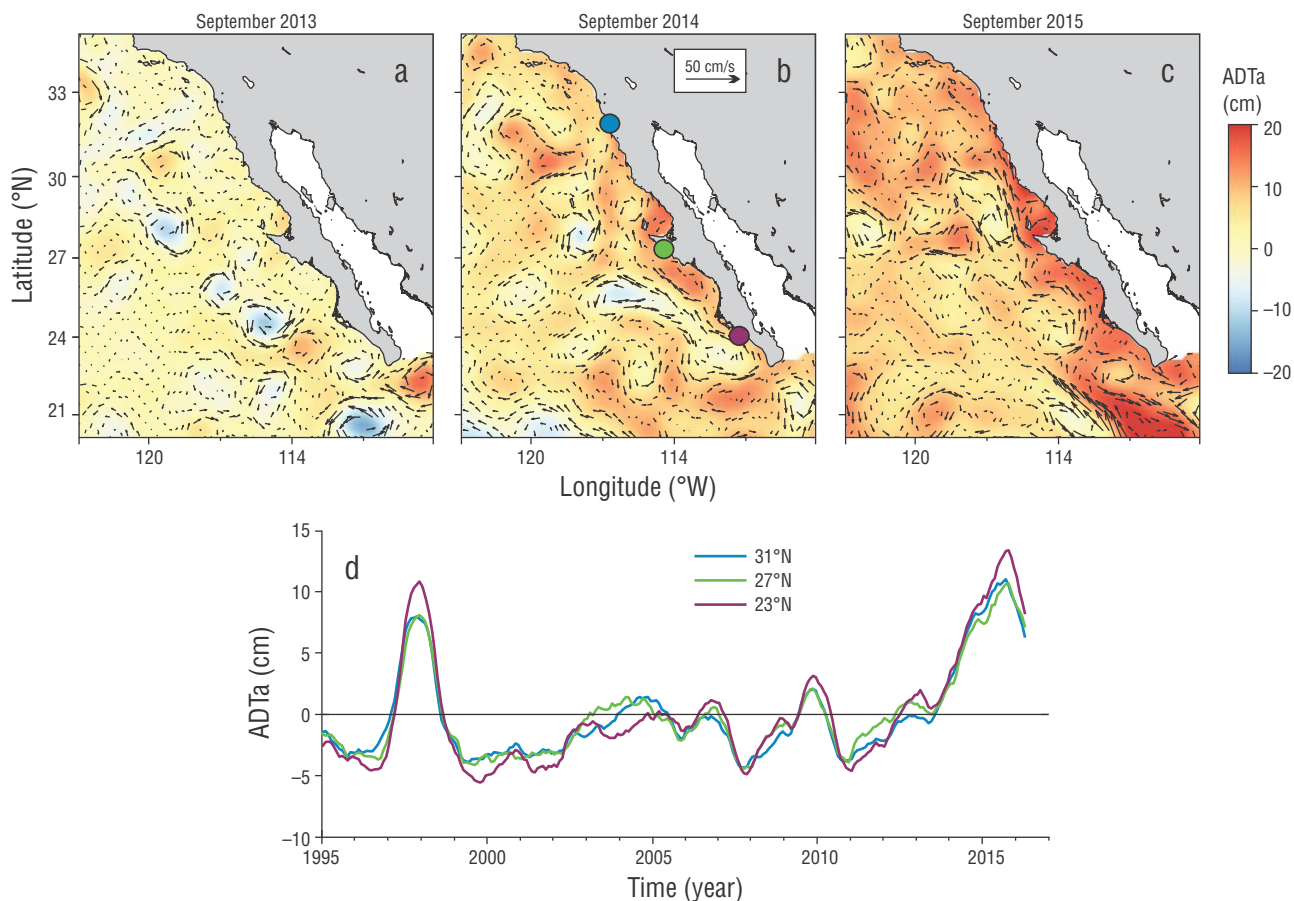 September 2013
September 2014
September 2015
a
b
c
50 cm/s
ADTa
(cm)
20
10
0
−10
−20
Latitude (°N)
33
30
27
24
21
120
114
120
114
120
114
Longitude (°W)
d
31°N
27°N
23°N
ADTa (cm)
15
10
5
0
−5
−10
1995
2000
2005
2010
2015
Time (year)